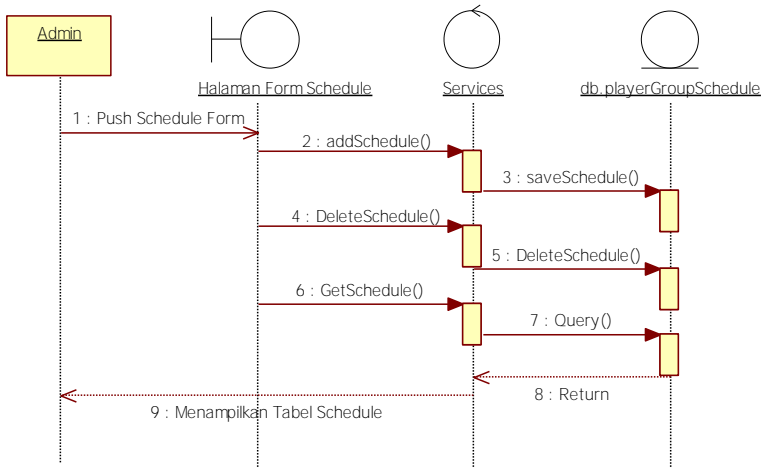 Admin
Halaman Form Schedule
Services
db.playerGroupSchedule
1 : Push Schedule Form
2 : addSchedule()
3 : saveSchedule()
4 : DeleteSchedule()
5 : DeleteSchedule()
6 : GetSchedule()
7 : Query()
8 : Return
9 : Menampilkan Tabel Schedule